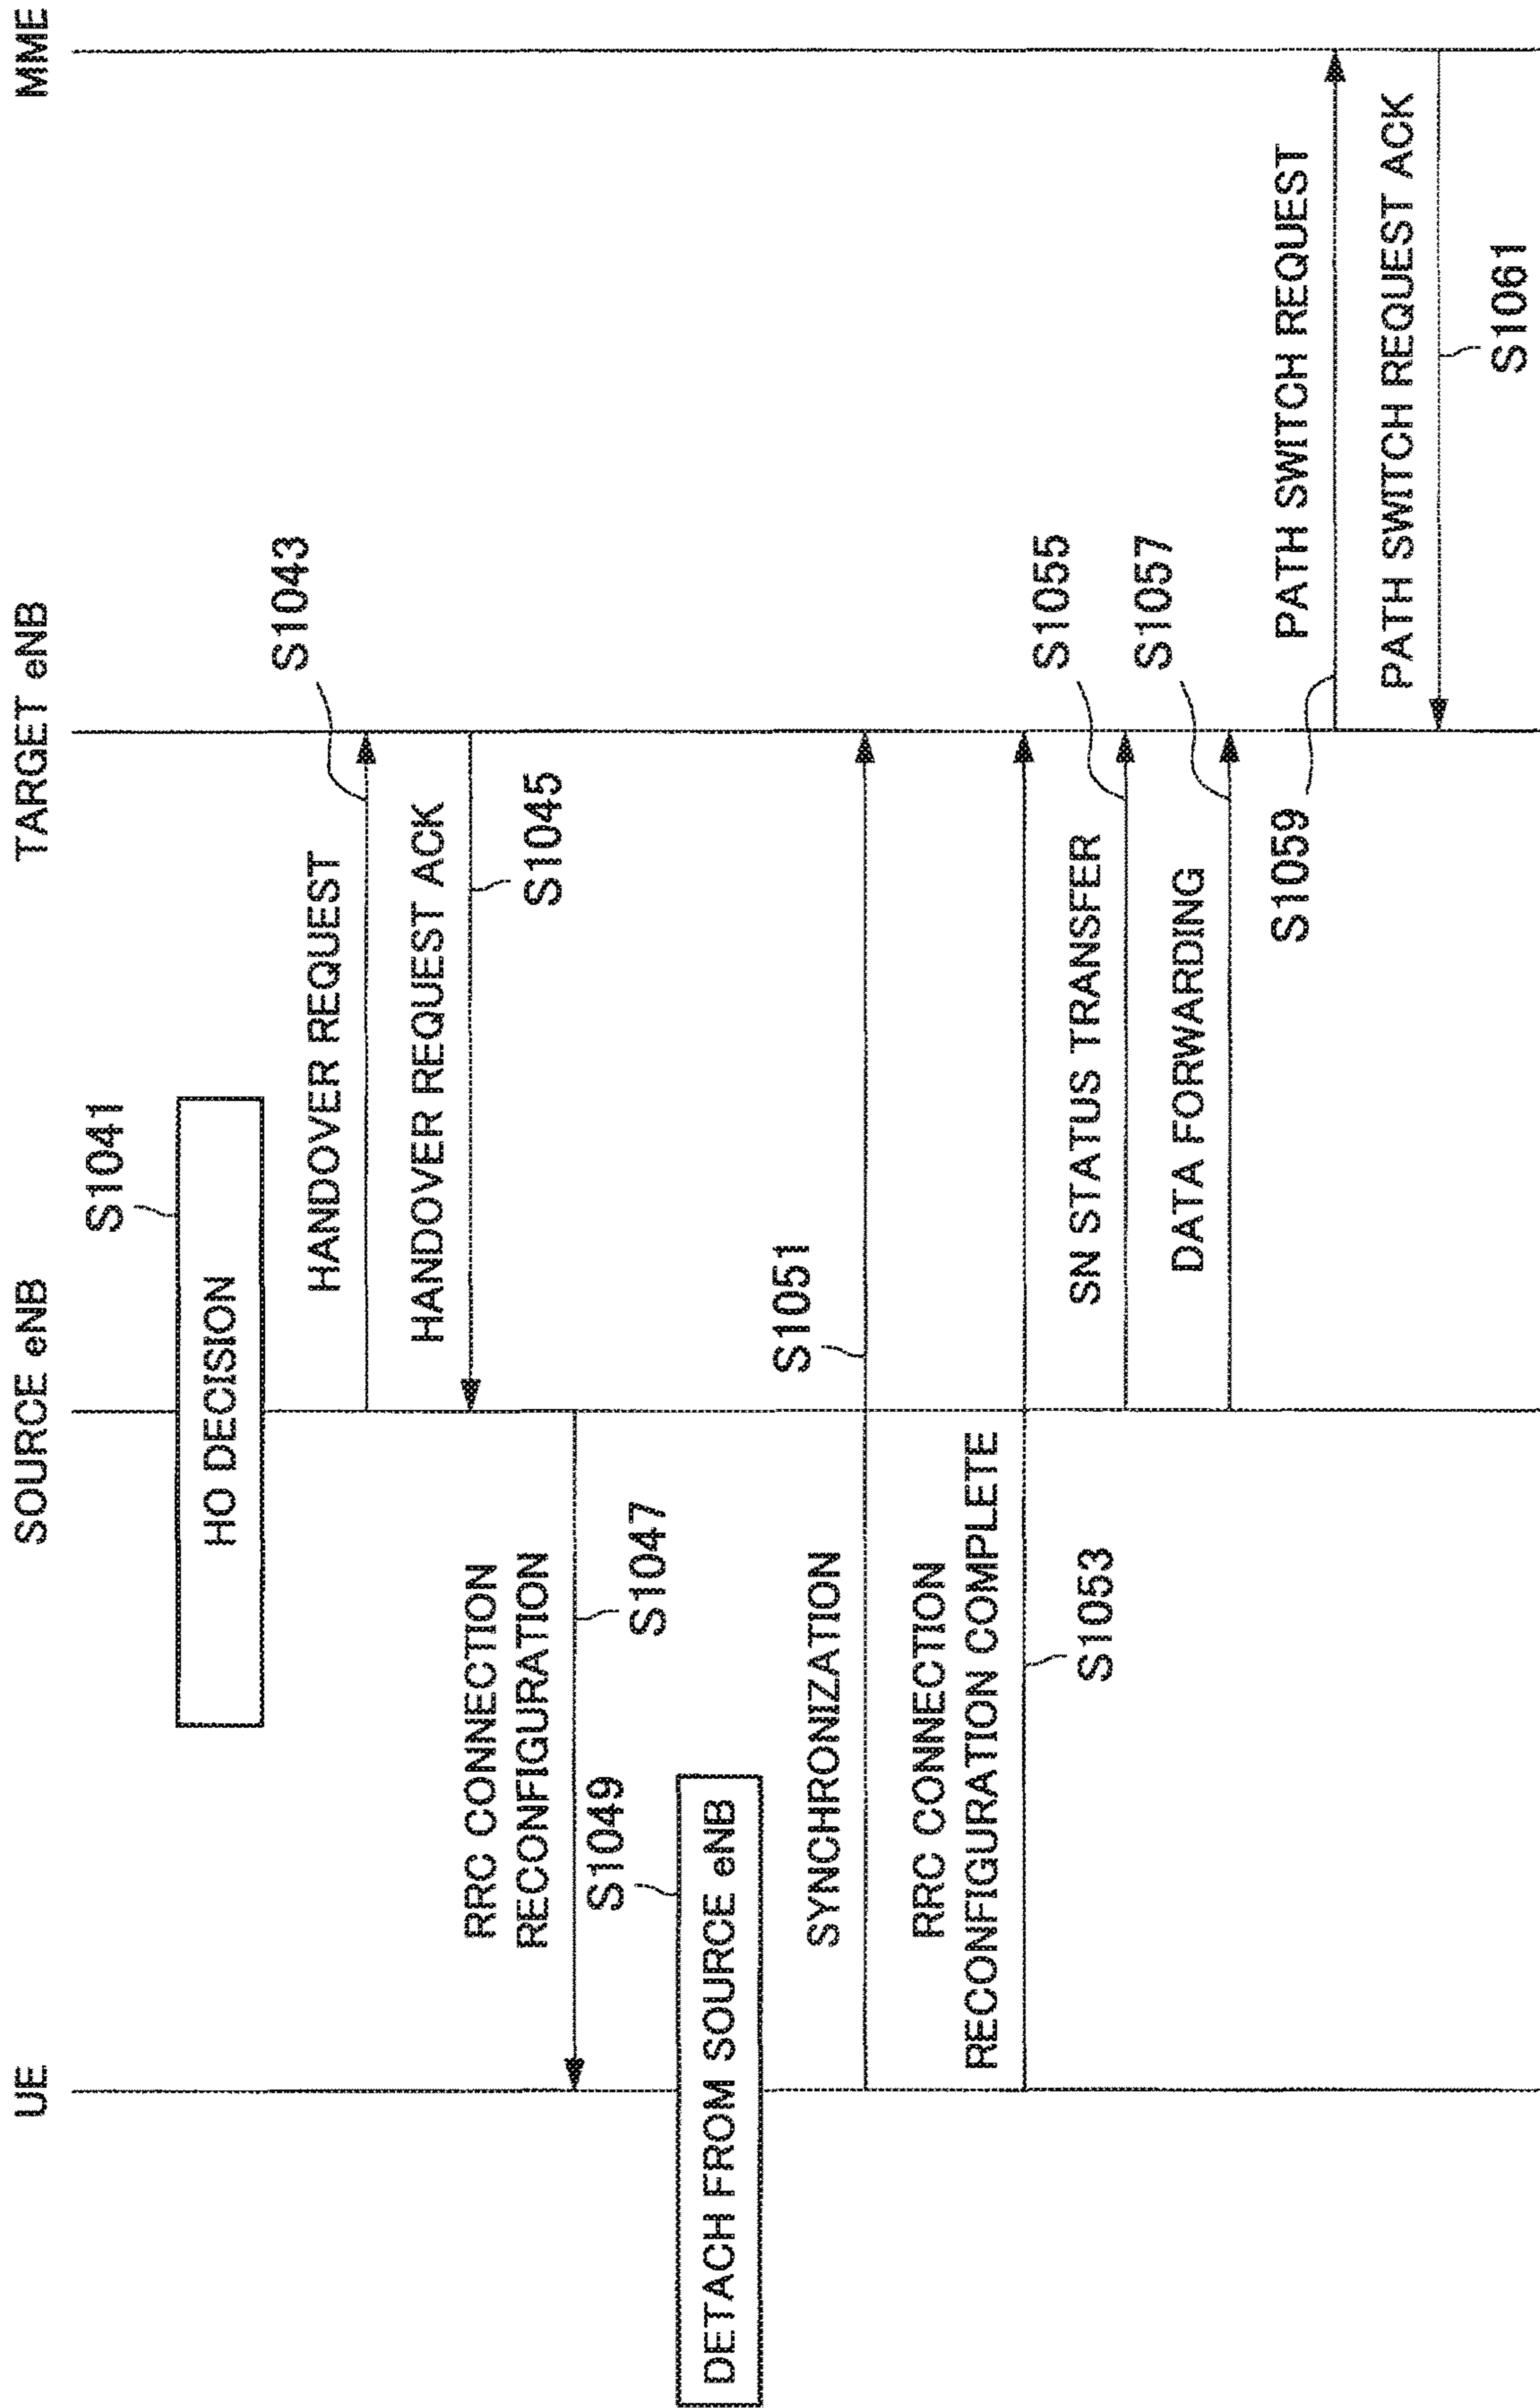 UE
SOURCE eNB
TARGET eNB
MME
S1041
HO DECISION
S1043
HANDOVER REQUEST
HANDOVER REQUEST ACK
S1045
RRC CONNECTION
RECONFIGURATION
S1047
S1049
DETACH FROM SOURCE eNB
S1051
SYNCHRONIZATION
RRC CONNECTION
RECONFIGURATION COMPLETE
S1053
S1055
SN STATUS TRANSFER
S1057
DATA FORWARDING
S1059
PATH SWITCH REQUEST
PATH SWITCH REQUEST ACK
S1061